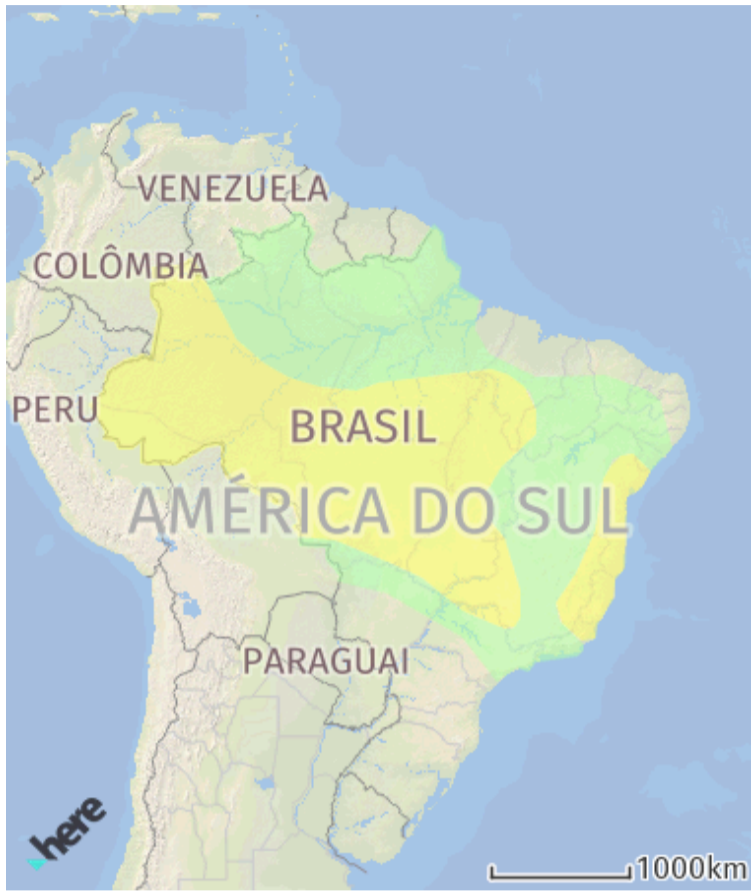 VENEZUELA
COLÔMBIA
PERU
BRASIL
AMÉRICA DO SUL
PARAGUAI
here
1000km